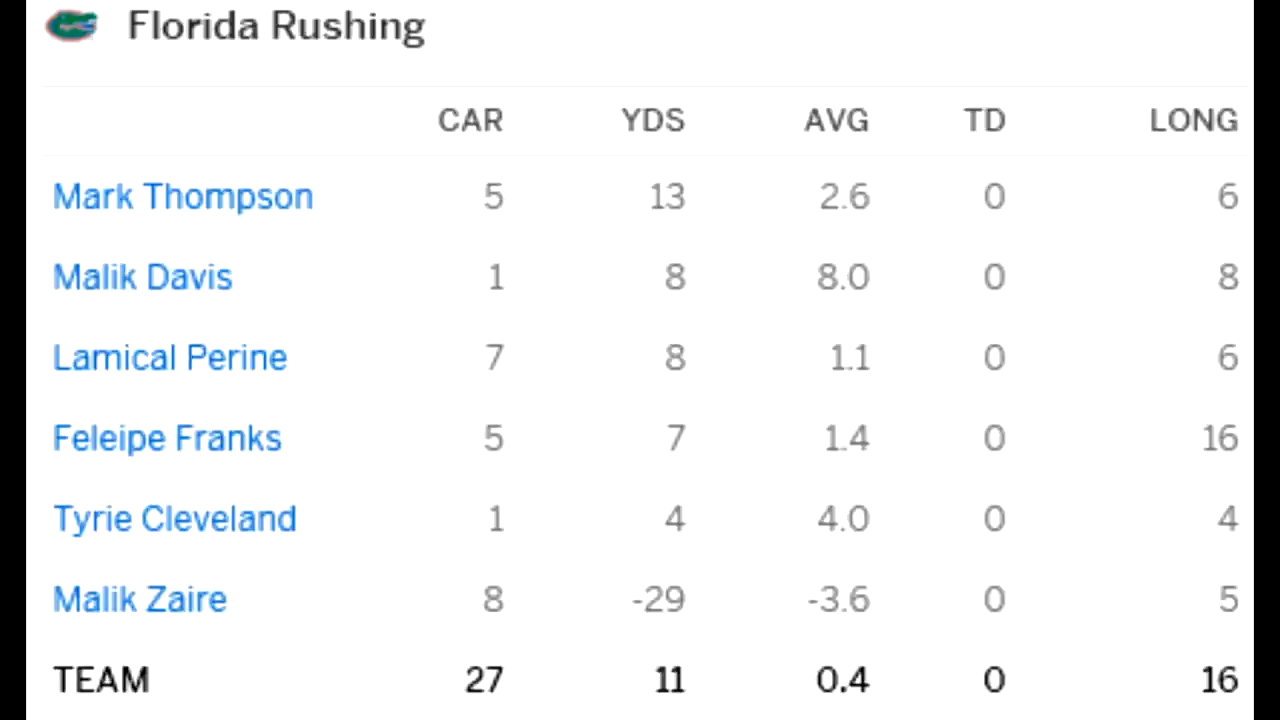 Florida Rushing
CAR YDS AVG TD LONG
Mark Thompson 5 13 2.6 0 6
Malik Davis 1 8 8.0 0 8
Lamical Perine 7 8 1.1 0 6
Feleipe Franks 5 7 1.4 0 16
Tyrie Cleveland 1 4 4.0 0 4
Malik Zaire 8 -29 -3.6 0 5
TEAM 27 11 0.4 0 16